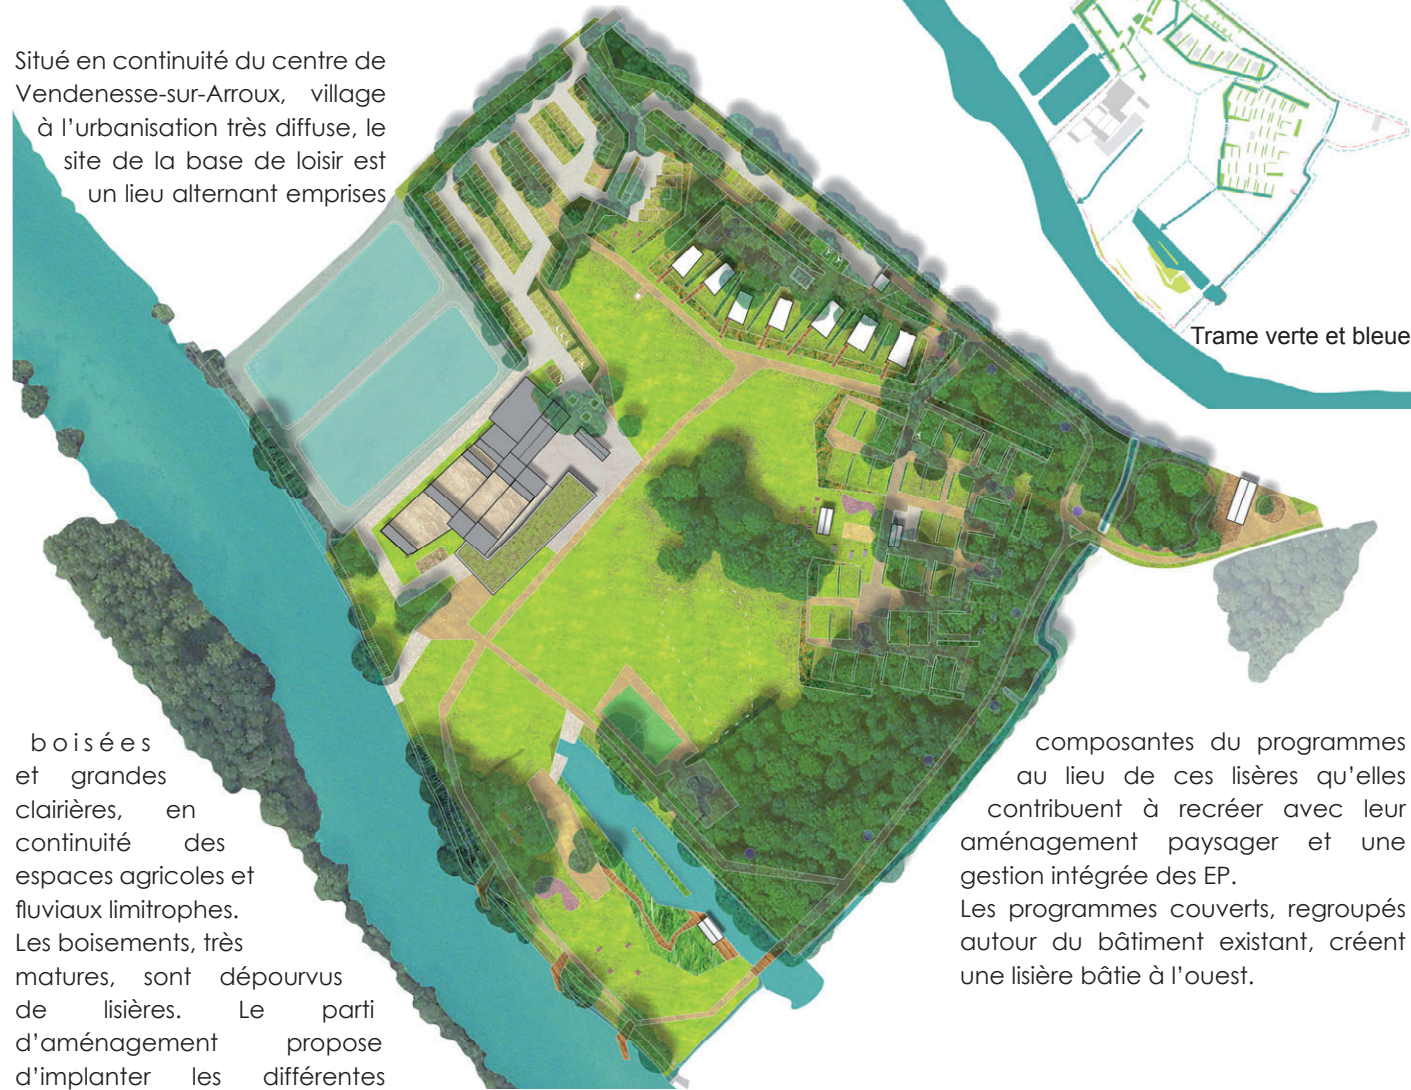 Situé en continuité du centre de
Vendenesse-sur-Arroux, village
à l’urbanisation très diffuse, le
site de la base de loisir est
un lieu alternant emprises
boisées
et grandes
clairières, en
continuité des
espaces agricoles et
fluviaux limitrophes.
Les boisements, très
matures, sont dépourvus
de lisières. Le parti
d’aménagement propose
d’implanter les différentes
composantes du programmes
au lieu de ces lisères qu’elles
contribuent à recréer avec leur
aménagement paysager et une
gestion intégrée des EP.
Les programmes couverts, regroupés
autour du bâtiment existant, créent
une lisière bâtie à l’ouest.
Trame verte et bleue